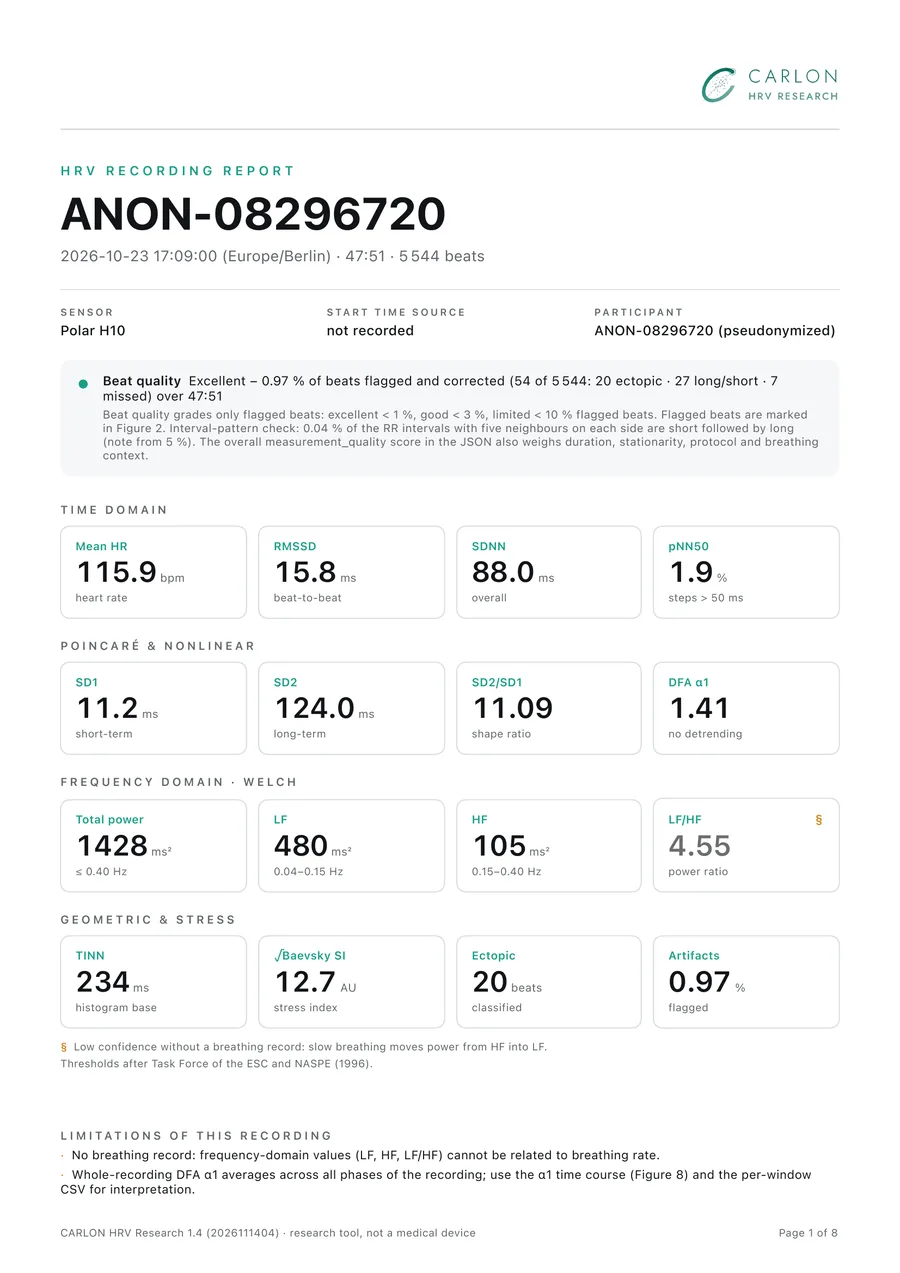 CARLON
HRV RESEARCH
HRV RECORDING REPORT
ANON-08296720
2026-10-23 17:09:00 (Europe/Berlin) · 47:51 · 5 544 beats
SENSOR
Polar H10
START TIME SOURCE
not recorded
PARTICIPANT
ANON-08296720 (pseudonymized)
Beat quality Excellent – 0.97 % of beats flagged and corrected (54 of 5 544: 20 ectopic · 27 long/short · 7
missed) over 47:51
Beat quality grades only flagged beats: excellent < 1 %, good < 3 %, limited < 10 % flagged beats. Flagged beats are marked
in Figure 2. Interval-pattern check: 0.04 % of the RR intervals with five neighbours on each side are short followed by long
(note from 5 %). The overall measurement_quality score in the JSON also weighs duration, stationarity, protocol and breathing
context.
TIME DOMAIN
Mean HR
115.9 bpm
heart rate
RMSSD
15.8 ms
beat-to-beat
SDNN
88.0 ms
overall
pNN50
1.9 %
steps > 50 ms
POINCARÉ & NONLINEAR
SD1
11.2 ms
short-term
SD2
124.0 ms
long-term
SD2/SD1
11.09
shape ratio
DFA α1
1.41
no detrending
FREQUENCY DOMAIN · WELCH
Total power
1428 ms²
≤ 0.40 Hz
LF
480 ms²
0.04–0.15 Hz
HF
105 ms²
0.15–0.40 Hz
LF/HF §
4.55
power ratio
GEOMETRIC & STRESS
TINN
234 ms
histogram base
√Baevsky SI
12.7 AU
stress index
Ectopic
20 beats
classified
Artifacts
0.97 %
flagged
§ Low confidence without a breathing record: slow breathing moves power from HF into LF.
Thresholds after Task Force of the ESC and NASPE (1996).
LIMITATIONS OF THIS RECORDING
· No breathing record: frequency-domain values (LF, HF, LF/HF) cannot be related to breathing rate.
· Whole-recording DFA α1 averages across all phases of the recording; use the α1 time course (Figure 8) and the per-window
CSV for interpretation.
CARLON HRV Research 1.4 (2026111404) · research tool, not a medical device
Page 1 of 8